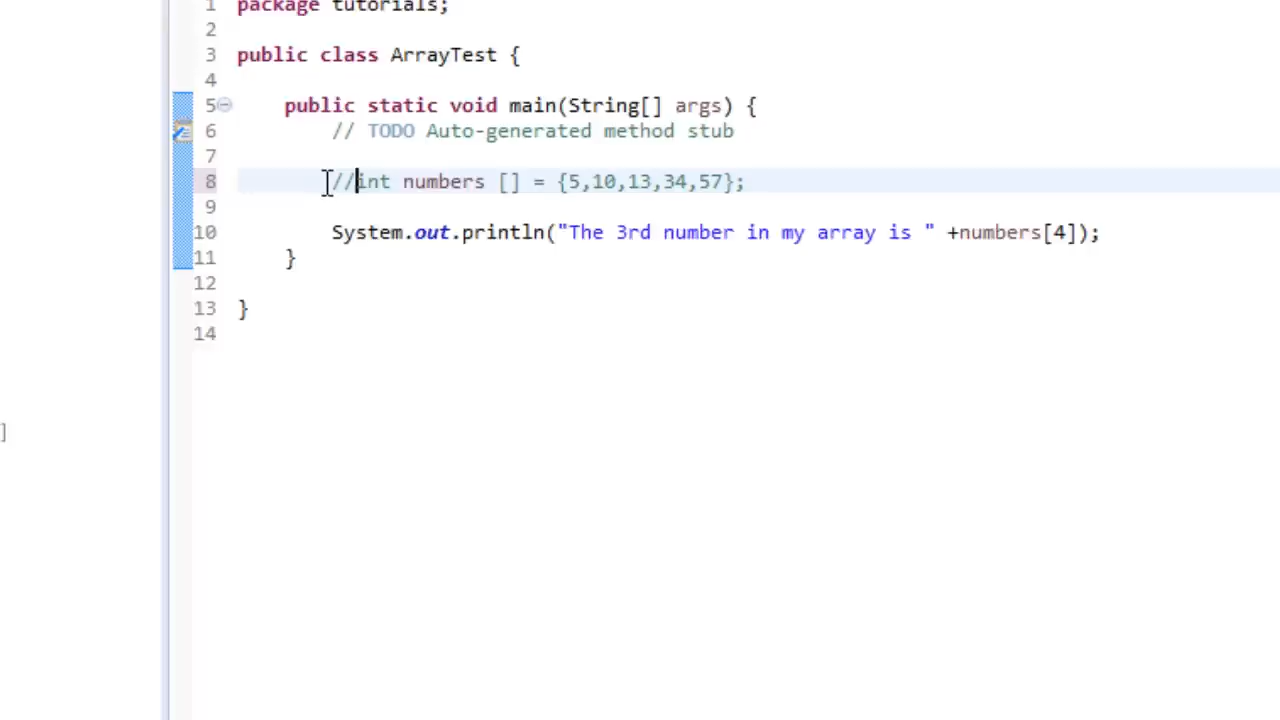 1 package tutorials;
2
3 public class ArrayTest {
4
5 public static void main(String[] args) {
6 // TODO Auto-generated method stub
7
8 //int numbers [] = {5,10,13,34,57};
9
10 System.out.println("The 3rd number in my array is " +numbers[4]);
11 }
12
13 }
14
]